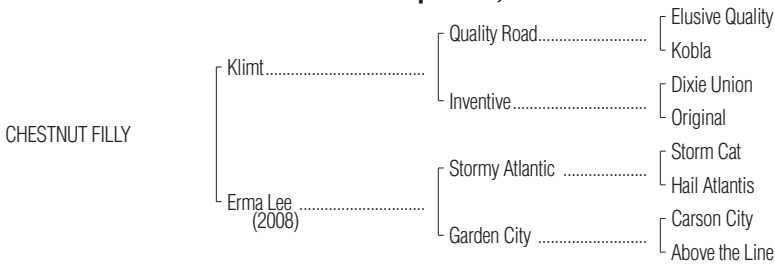 Elusive Quality
Quality Road
Kobla
Klimt
Dixie Union
Inventive
Original
CHESTNUT FILLY
Storm Cat
Stormy Atlantic
Hail Atlantis
Erma Lee
(2008)
Carson City
Garden City
Above the Line